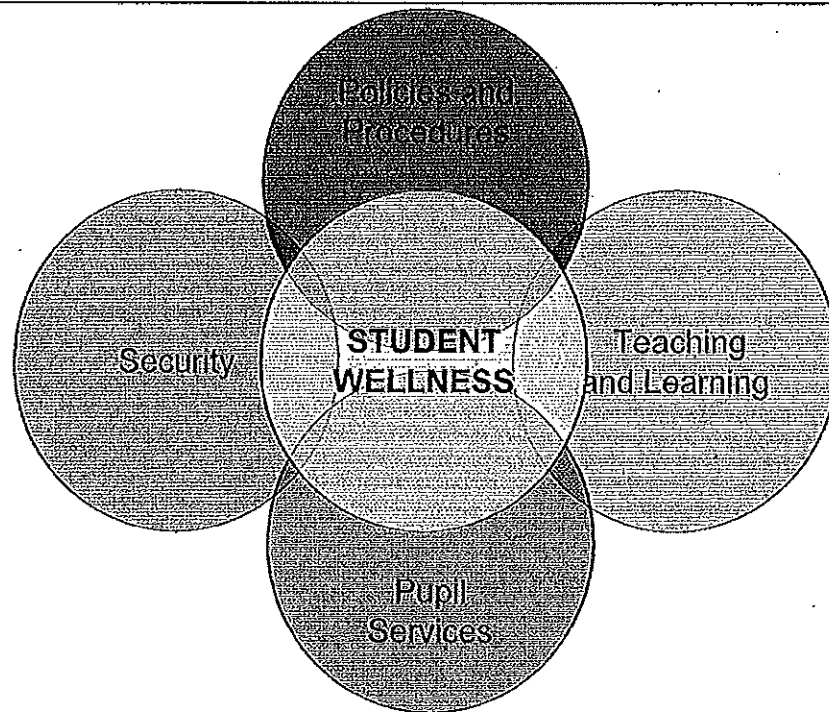 Policies and
Procedures
Security
STUDENT
WELLNESS
Teaching
and Learning
Pupil
Services